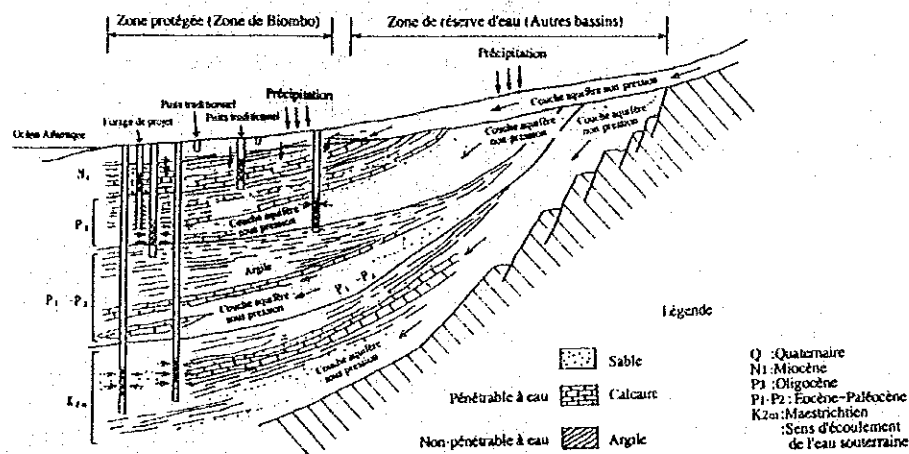 Zone protégée (Zone de Biombo)
Zone de réserve d'eau (Autres bassins)
Précipitation
Couche aquifère non pression
Puits traditionnel
Précipitation
Forage de projet
Puits traditionnel
Océan Atlantique
Couche aquifère
non pression
Couche aquifère
non pression
Q
Q
N1
P3
Couche aquifère
sous pression
Argile
P1 - P2
P1 - P2
Couche aquifère
sous pression
Couche aquifère
sous pression
K2m
Légende
Sable
Pénétrable à eau
Calcaire
Non-pénétrable à eau
Argile
Q :Quaternaire
N1:Miocène
P3:Oligocène
P1-P2:Eocène-Paléocène
K2m:Maestrichtien
:Sens d'écoulement
de l'eau souterraine